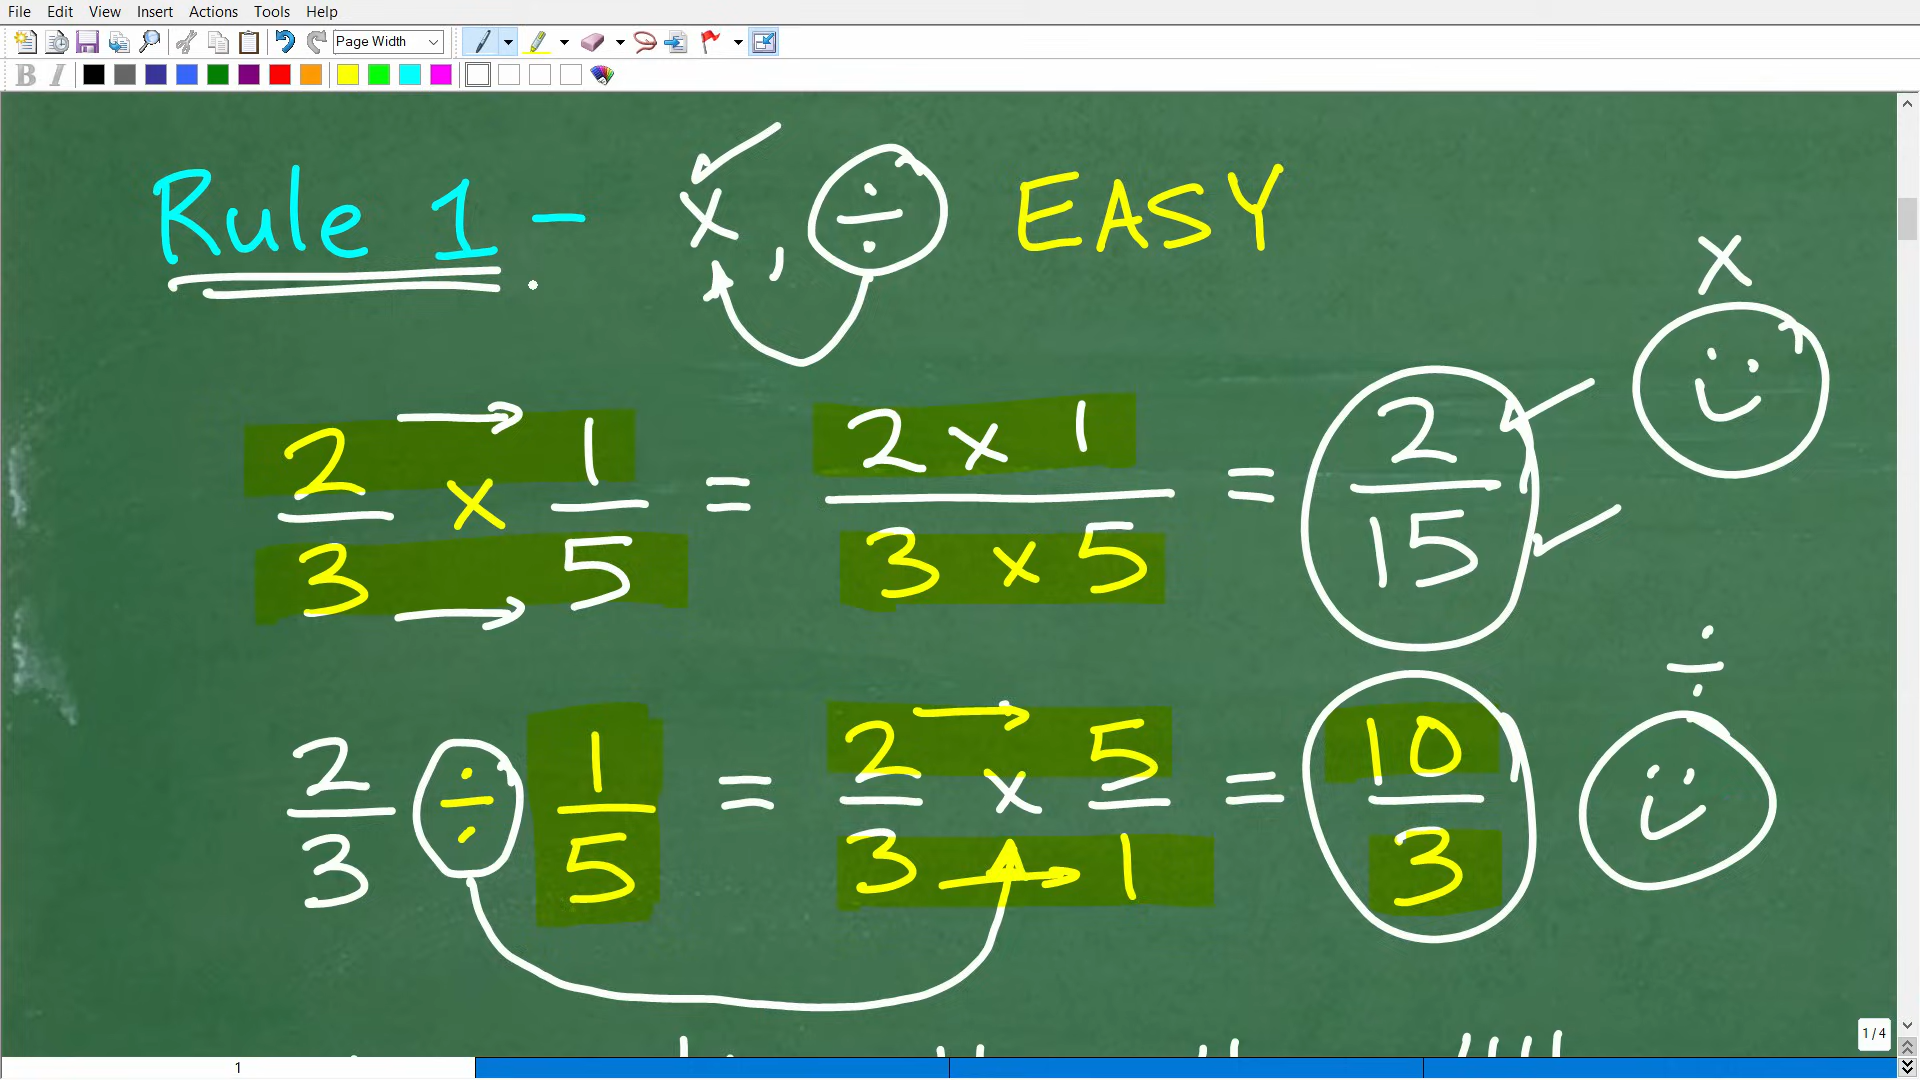 File Edit View Insert Actions Tools Help
Page Width
B I
Rule 1 - x, ÷ EASY
x
2/3 x 1/5 = 2 x 1 / 3 x 5 = 2/15
÷
2/3 ÷ 1/5 = 2/3 x 5/1 = 10/3
1/4
1